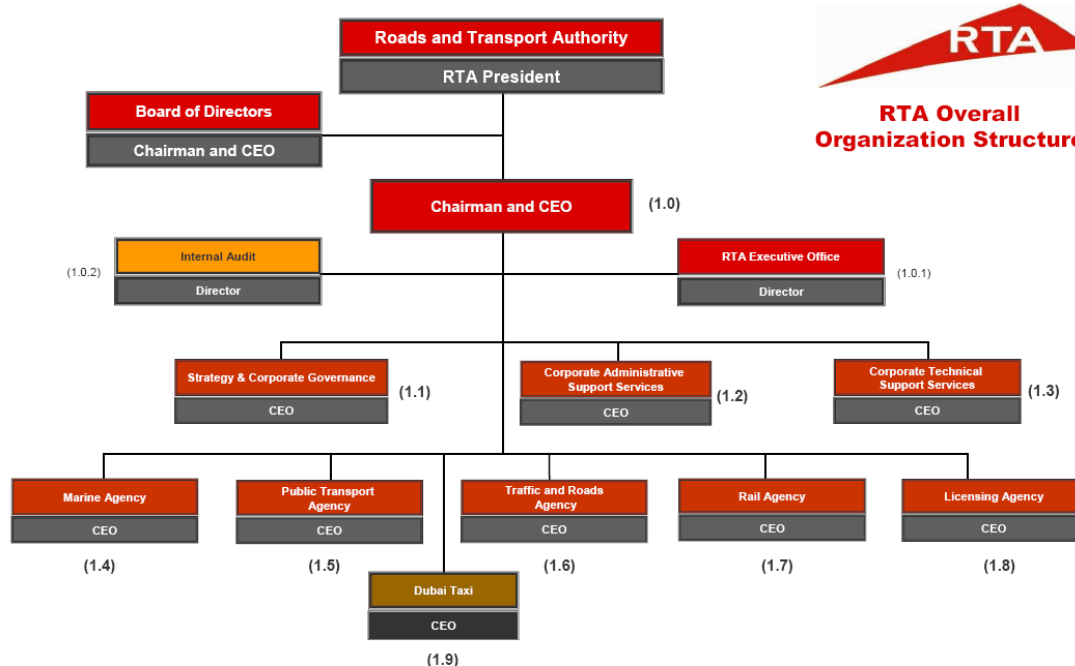 Roads and Transport Authority
RTA President
RTA
RTA Overall
Organization Structure
Board of Directors
Chairman and CEO
Chairman and CEO
(1.0)
Internal Audit
Director
(1.0.2)
RTA Executive Office
Director
(1.0.1)
Strategy & Corporate Governance
CEO
(1.1)
Corporate Administrative
Support Services
CEO
(1.2)
Corporate Technical
Support Services
CEO
(1.3)
Marine Agency
CEO
(1.4)
Public Transport
Agency
CEO
(1.5)
Traffic and Roads
Agency
CEO
(1.6)
Rail Agency
CEO
(1.7)
Licensing Agency
CEO
(1.8)
Dubai Taxi
CEO
(1.9)